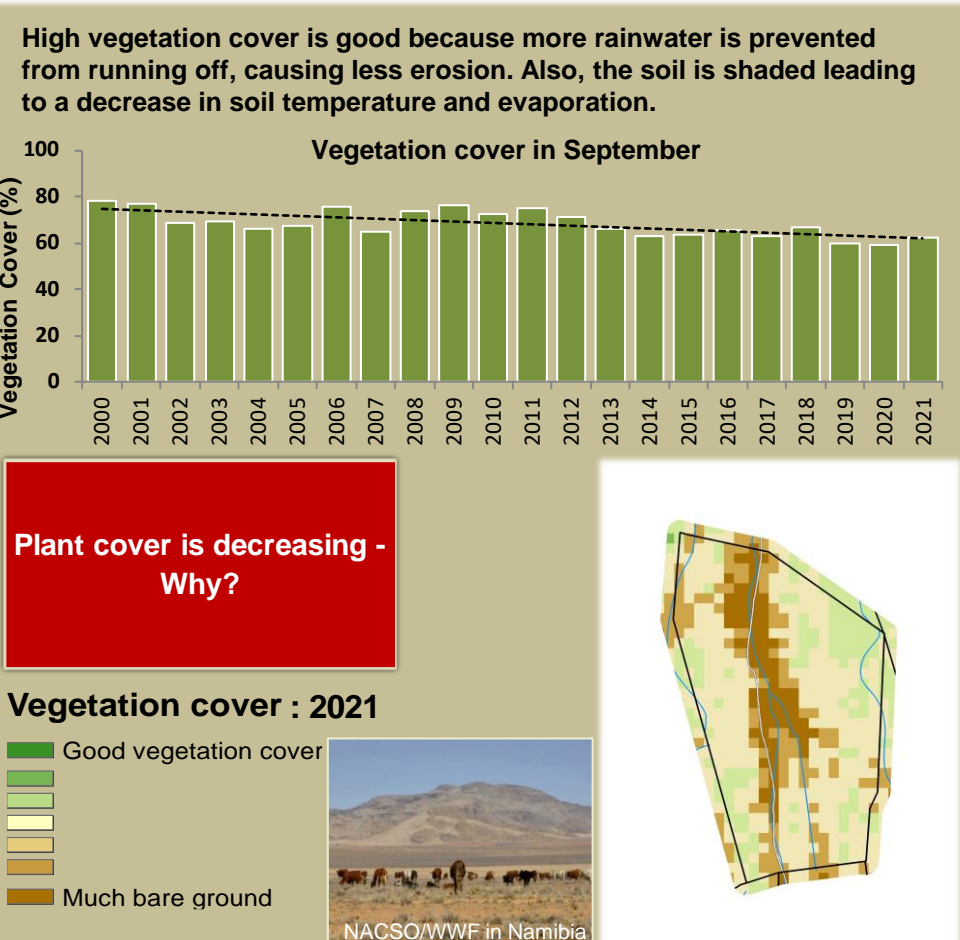 High vegetation cover is good because more rainwater is prevented
from running off, causing less erosion. Also, the soil is shaded leading
to a decrease in soil temperature and evaporation.
Vegetation cover in September
Vegetation Cover (%)
100
80
60
40
20
0
2000 2001 2002 2003 2004 2005 2006 2007 2008 2009 2010 2011 2012 2013 2014 2015 2016 2017 2018 2019 2020 2021
Plant cover is decreasing -
Why?
Vegetation cover : 2021
Good vegetation cover
Much bare ground
NACSO/WWF in Namibia